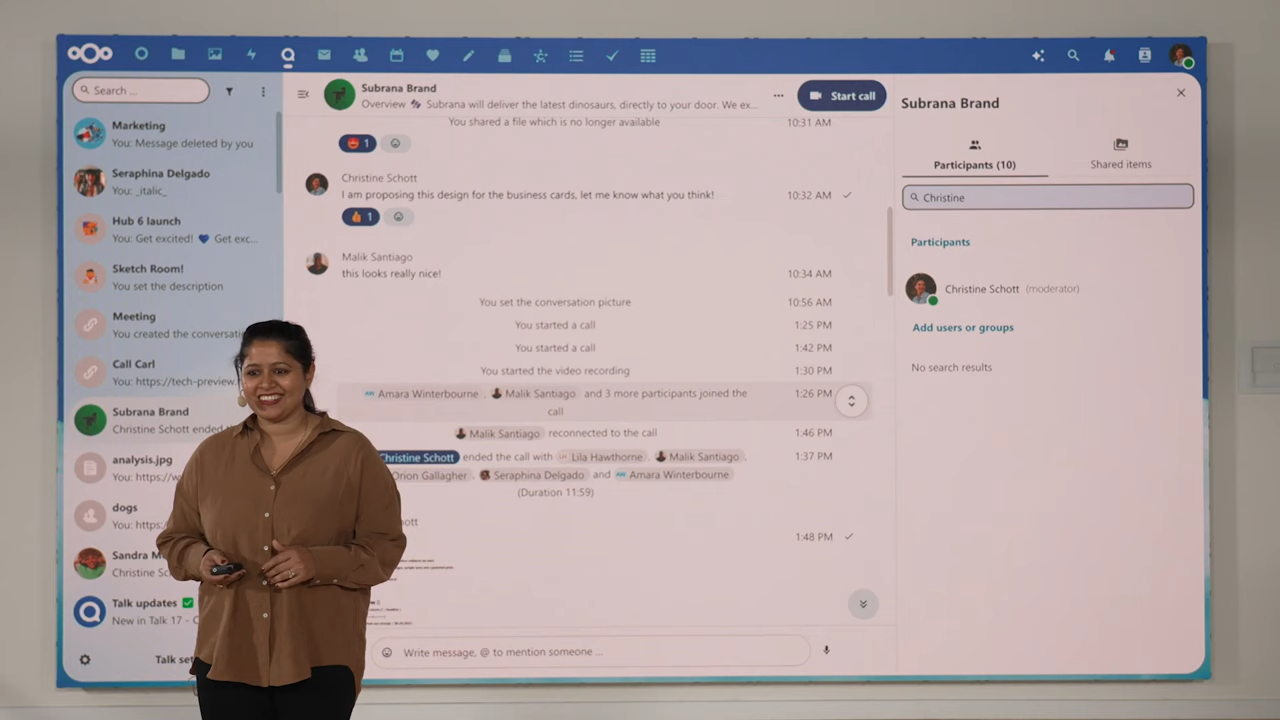 Search ...
Marketing
You: Message deleted by you
Seraphina Delgado
You: _italic_
Hub 6 launch
You: Get excited! 💙 Get exc...
Sketch Room!
You set the description
Meeting
You created the conversati
Call Carl
You: https://tech-preview.
Subrana Brand
Christine Schott ended
analysis.jpg
You: https://w
dogs
You: https:/
Sandra M
Christine Sc
Talk updates ✅
New in Talk 17 - C
Talk set
Subrana Brand
Overview Subrana will deliver the latest dinosaurs, directly to your door. We ex...
Start call
You shared a file which is no longer available 10:31 AM
1
Christine Schott
I am proposing this design for the business cards, let me know what you think! 10:32 AM
👍 1
Malik Santiago
this looks really nice! 10:34 AM
You set the conversation picture 10:56 AM
You started a call 1:25 PM
You started a call 1:42 PM
You started the video recording 1:30 PM
AW Amara Winterbourne , Malik Santiago and 3 more participants joined the 1:26 PM
call
Malik Santiago reconnected to the call 1:46 PM
Christine Schott ended the call with LH Lila Hawthorne , Malik Santiago , 1:37 PM
Orion Gallagher , Seraphina Delgado and AW Amara Winterbourne
(Duration 11:59)
hott
1:48 PM
Write message, @ to mention someone ...
Subrana Brand
Participants (10)
Shared items
Christine
Participants
Christine Schott (moderator)
Add users or groups
No search results